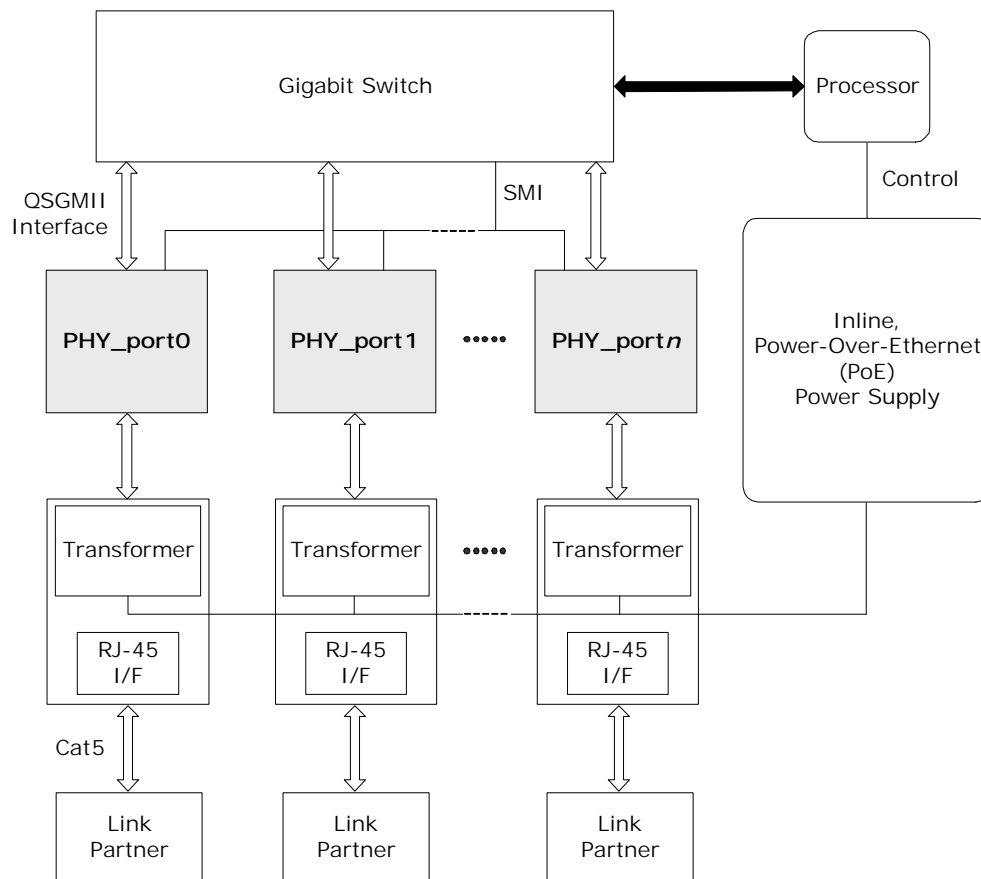 Gigabit Switch
Processor
QSGMII
Interface
SMI
Control
PHY_port0
PHY_port1
PHY_portn
Inline,
Power-Over-Ethernet
(PoE)
Power Supply
Transformer
Transformer
Transformer
RJ-45
I/F
RJ-45
I/F
RJ-45
I/F
Cat5
Link
Partner
Link
Partner
Link
Partner